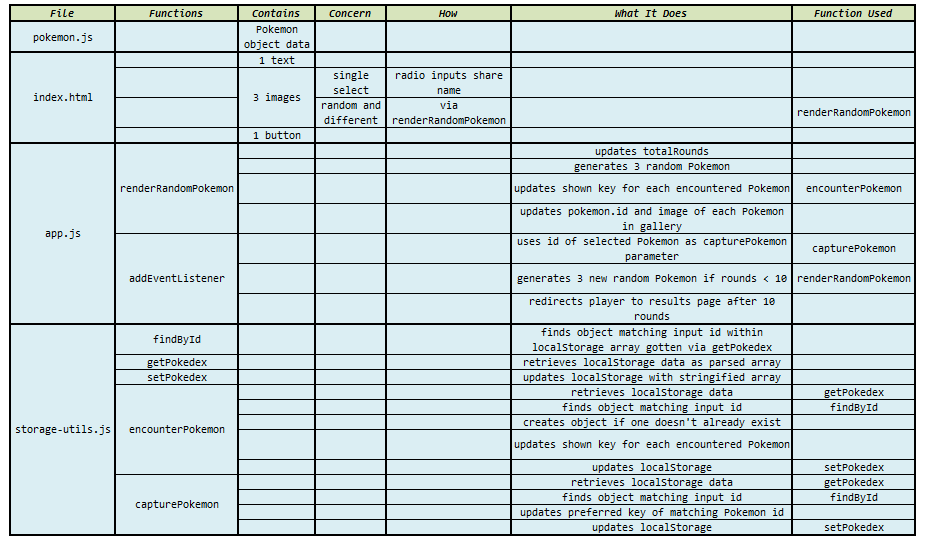 File Functions Contains Concern How What It Does Function Used
pokemon.js Pokemon
object data
index.html 1 text
3 images single
select radio inputs share
name
random and
different via
renderRandomPokemon renderRandomPokemon
1 button
app.js renderRandomPokemon updates totalRounds
generates 3 random Pokemon
updates shown key for each encountered Pokemon encounterPokemon
updates pokemon.id and image of each Pokemon
in gallery
addEventListener uses id of selected Pokemon as capturePokemon
parameter capturePokemon
generates 3 new random Pokemon if rounds < 10 renderRandomPokemon
redirects player to results page after 10
rounds
storage-utils.js findById finds object matching input id within
localStorage array gotten via getPokedex
getPokedex retrieves localStorage data as parsed array
setPokedex updates localStorage with stringified array
encounterPokemon retrieves localStorage data getPokedex
finds object matching input id findById
creates object if one doesn't already exist
updates shown key for each encountered Pokemon
updates localStorage setPokedex
capturePokemon retrieves localStorage data getPokedex
finds object matching input id findById
updates preferred key of matching Pokemon id
updates localStorage setPokedex